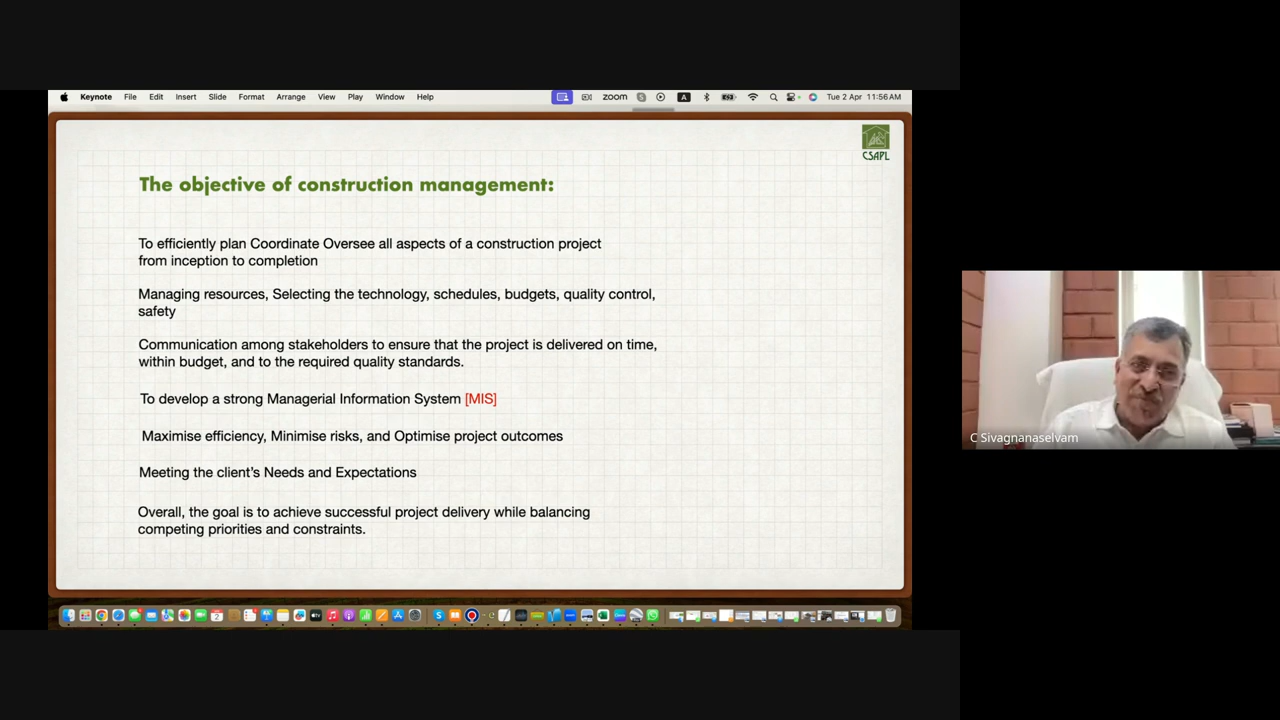 Keynote File Edit Insert Slide Format Arrange View Play Window Help zoom A Tue 2 Apr 11:56 AM
CSAPL
The objective of construction management:
To efficiently plan Coordinate Oversee all aspects of a construction project
from inception to completion
Managing resources, Selecting the technology, schedules, budgets, quality control,
safety
Communication among stakeholders to ensure that the project is delivered on time,
within budget, and to the required quality standards.
To develop a strong Managerial Information System [MIS]
Maximise efficiency, Minimise risks, and Optimise project outcomes
Meeting the client’s Needs and Expectations
Overall, the goal is to achieve successful project delivery while balancing
competing priorities and constraints.
C Sivagnanaselvam